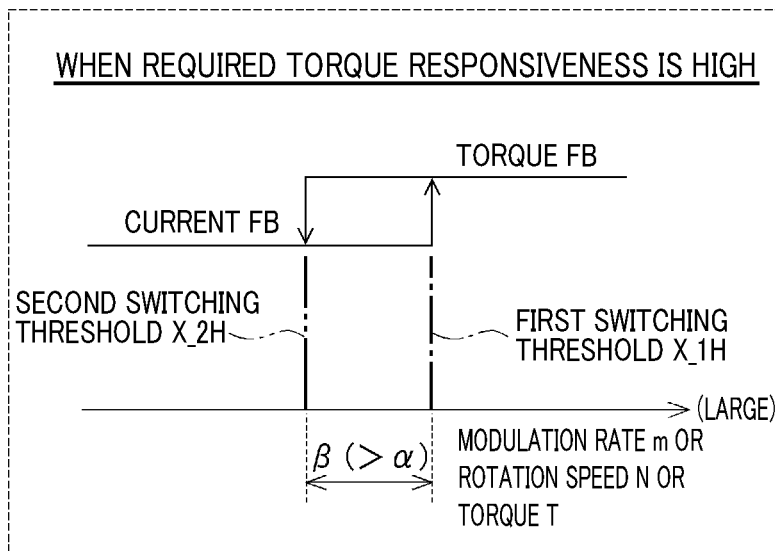 WHEN REQUIRED TORQUE RESPONSIVENESS IS HIGH
TORQUE FB
CURRENT FB
SECOND SWITCHING
THRESHOLD X_2H
FIRST SWITCHING
THRESHOLD X_1H
(LARGE)
β (> α)
MODULATION RATE m OR
ROTATION SPEED N OR
TORQUE T